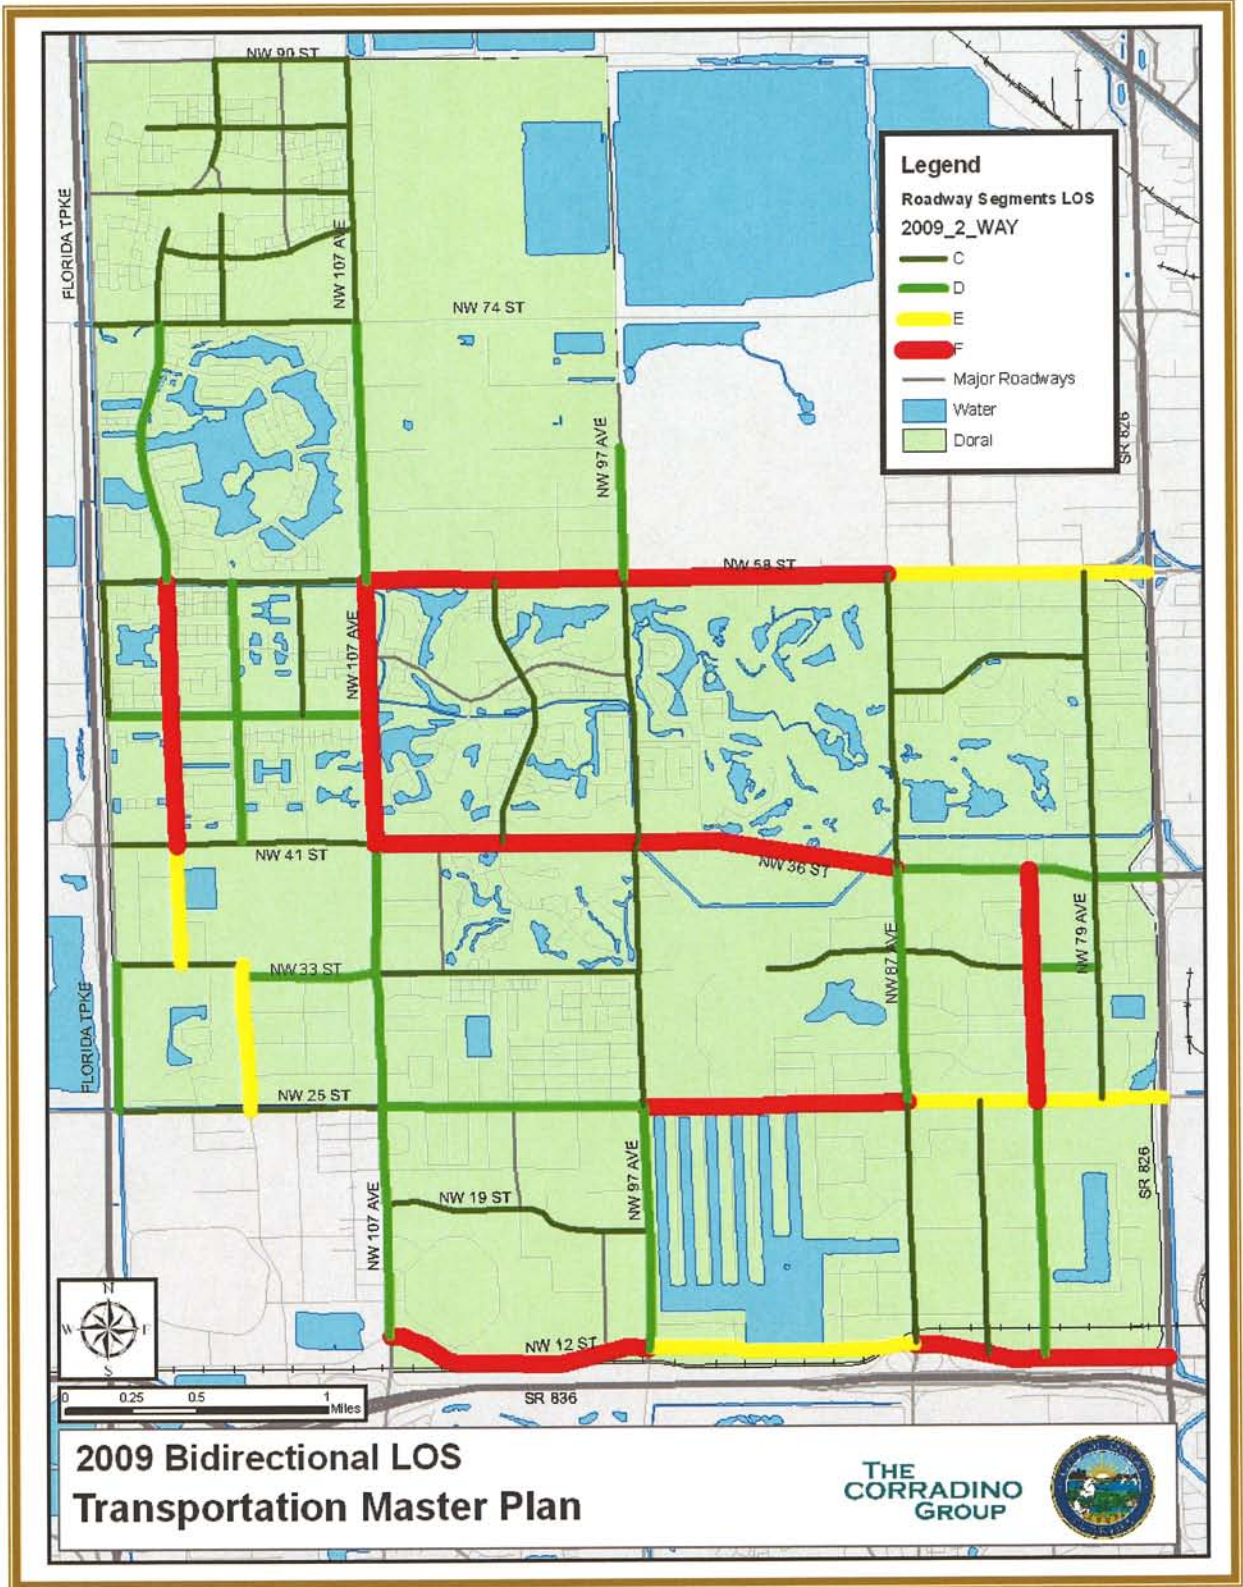 NW 90 ST
FLORIDA TPKE
NW 107 AVE
NW 74 ST
Legend
Roadway Segments LOS
2009_2_WAY
C
D
E
F
Major Roadways
Water
Doral
SR 826
NW 97 AVE
NW 58 ST
NW 107 AVE
NW 41 ST
NW 36 ST
NW 79 AVE
NW 87 AVE
NW 33 ST
FLORIDA TPKE
NW 25 ST
NW 19 ST
NW 97 AVE
NW 107 AVE
SR 826
NW 12 ST
SR 836
N
W
E
S
0 0.25 0.5 1
Miles
2009 Bidirectional LOS
Transportation Master Plan
THE
CORRADINO
GROUP